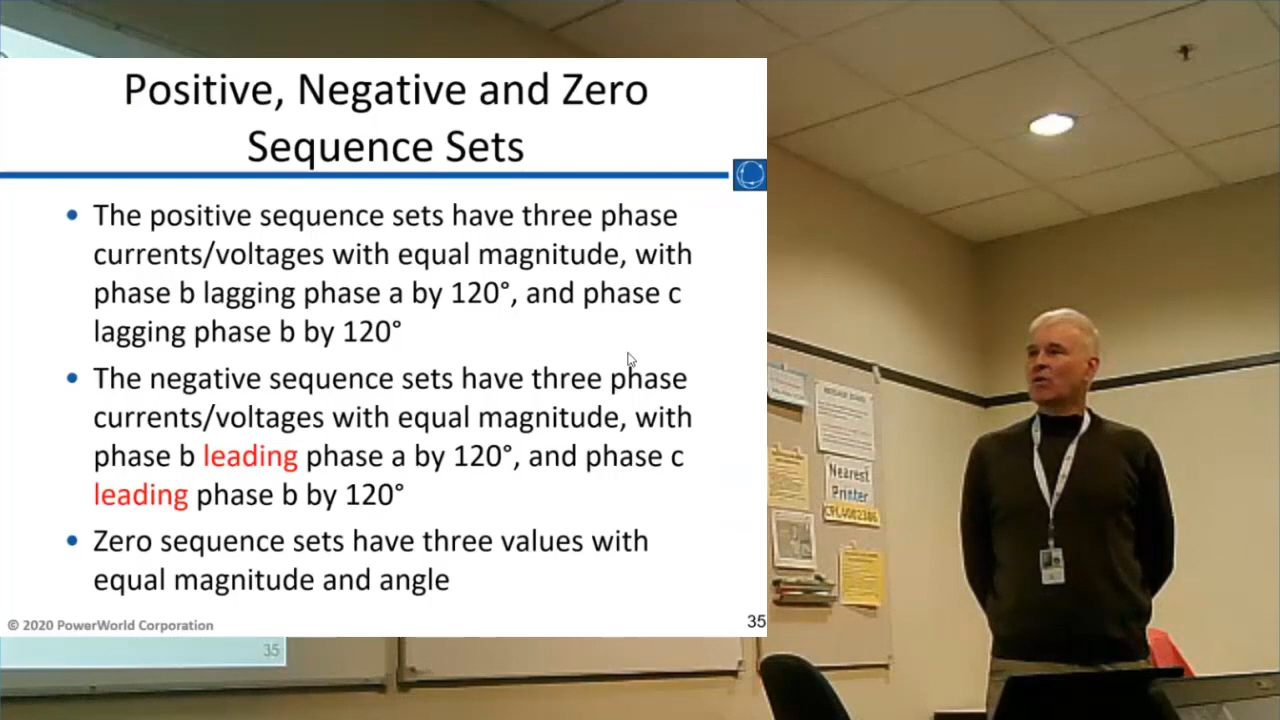 Positive, Negative and Zero
Sequence Sets
• The positive sequence sets have three phase
currents/voltages with equal magnitude, with
phase b lagging phase a by 120°, and phase c
lagging phase b by 120°
• The negative sequence sets have three phase
currents/voltages with equal magnitude, with
phase b leading phase a by 120°, and phase c
leading phase b by 120°
• Zero sequence sets have three values with
equal magnitude and angle
© 2020 PowerWorld Corporation
35
35
Nearest
Printer